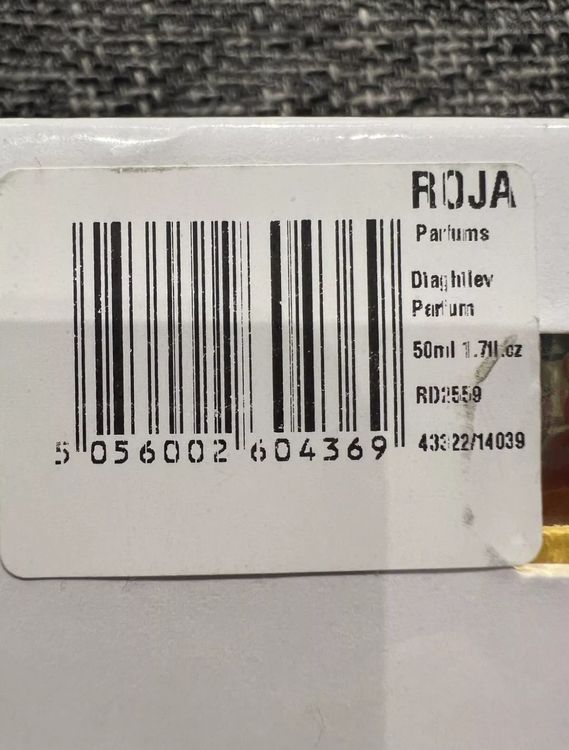 ROJA
Parfums
Diaghilev
Parfum
50ml 1.7fl.oz
RD2559
43322/14039
5 056002 604369